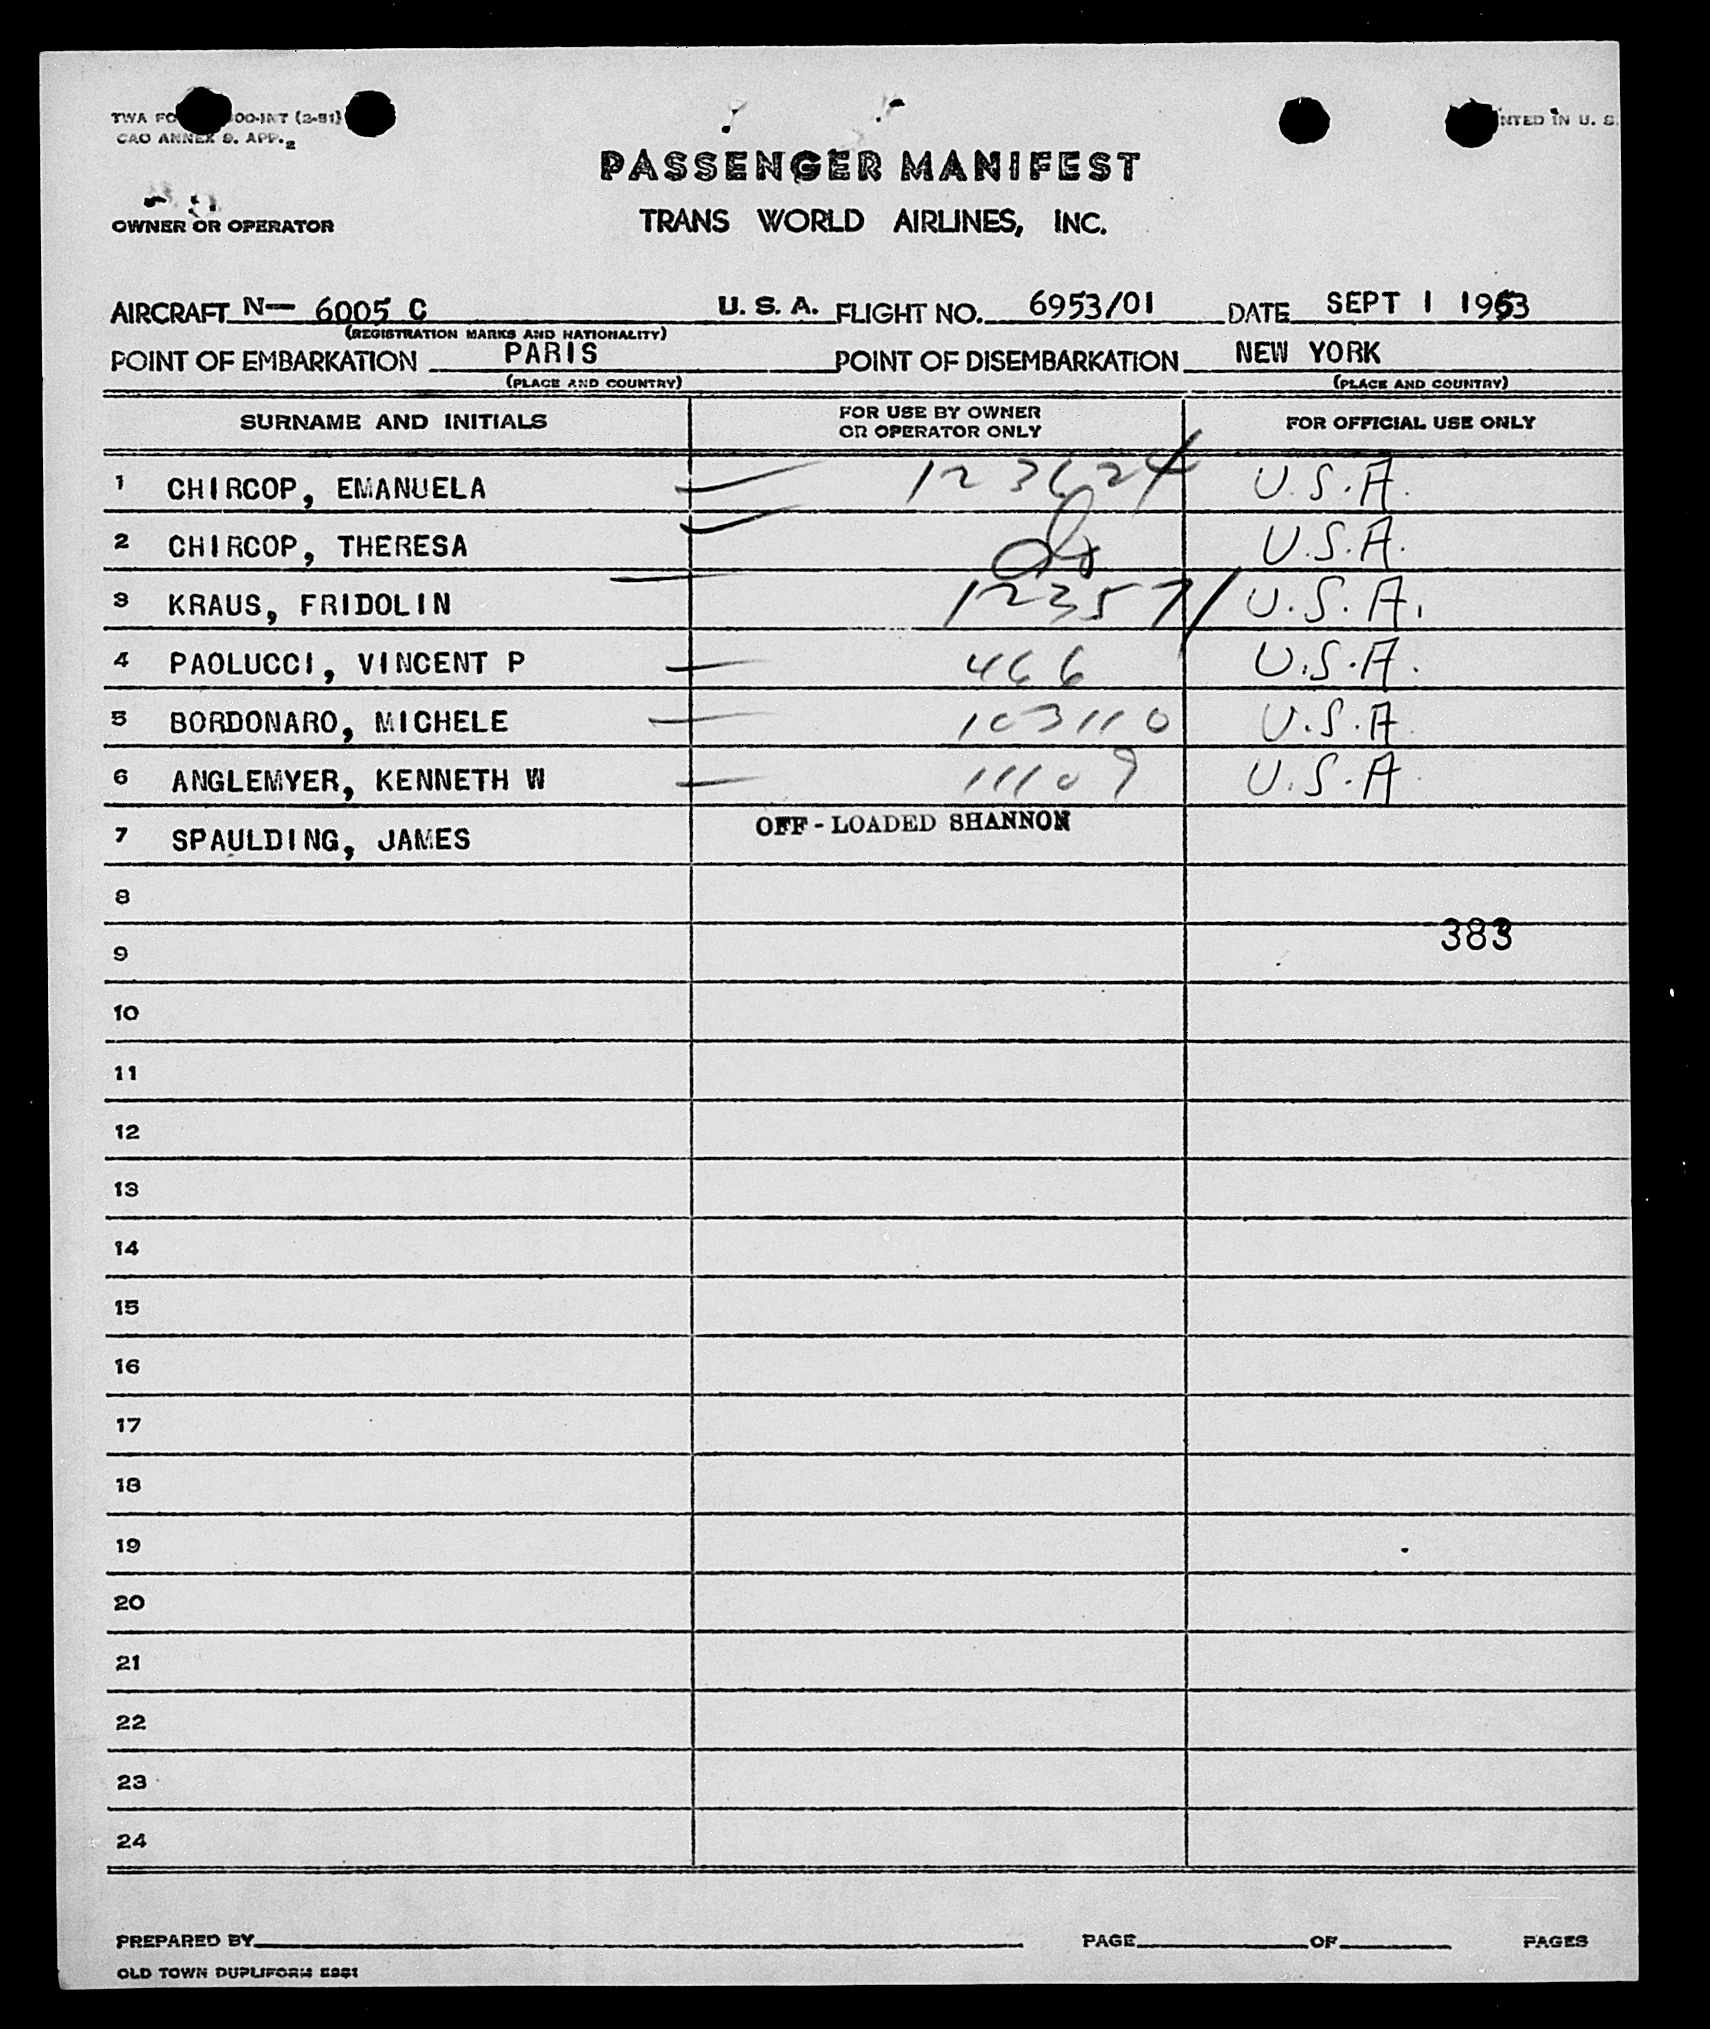 TWA FO 00-INT (2-51) NTED IN U. S.
CAO ANNEX 9. APP. 2
PASSENGER MANIFEST
OWNER OR OPERATOR TRANS WORLD AIRLINES, INC.
AIRCRAFT N- 6005 C U. S. A. FLIGHT NO. 6953/01 DATE SEPT 1 1953
(REGISTRATION MARKS AND NATIONALITY)
POINT OF EMBARKATION PARIS POINT OF DISEMBARKATION NEW YORK
(PLACE AND COUNTRY) (PLACE AND COUNTRY)
SURNAME AND INITIALS FOR USE BY OWNER OR OPERATOR ONLY FOR OFFICIAL USE ONLY
1 CHIRCOP, EMANUELA 123624 U.S.A.
2 CHIRCOP, THERESA U.S.A.
3 KRAUS, FRIDOLIN 12357 U.S.A.
4 PAOLUCCI, VINCENT P 466 U.S.A.
5 BORDONARO, MICHELE 103110 U.S.A.
6 ANGLEMYER, KENNETH W 11109 U.S.A
7 SPAULDING, JAMES OFF-LOADED SHANNON
8
383
9
10
11
12
13
14
15
16
17
18
19
20
21
22
23
24
PREPARED BY PAGE OF PAGES
OLD TOWN DUPLIFORM